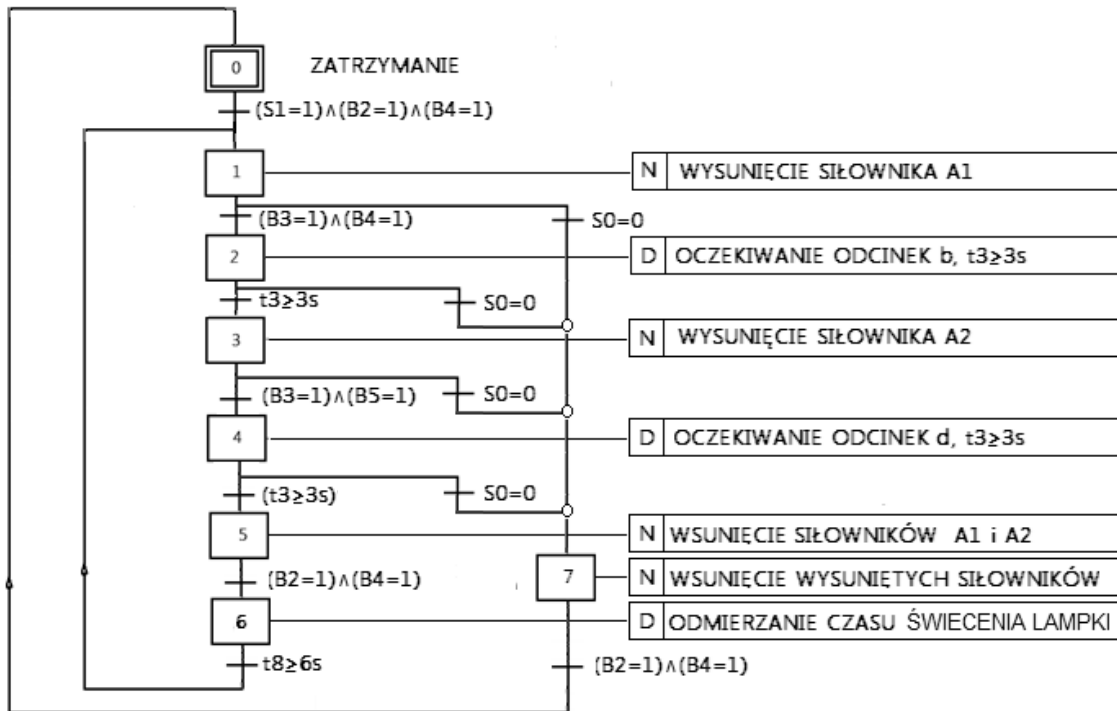 0 ZATRZYMANIE
(S1=1)∧(B2=1)∧(B4=1)
1 N WYSUNIĘCIE SIŁOWNIKA A1
(B3=1)∧(B4=1) S0=0
2 D OCZEKIWANIE ODCINEK b, t3≥3s
t3≥3s S0=0
3 N WYSUNIĘCIE SIŁOWNIKA A2
(B3=1)∧(B5=1) S0=0
4 D OCZEKIWANIE ODCINEK d, t3≥3s
(t3≥3s) S0=0
5 N WSUNIĘCIE SIŁOWNIKÓW A1 i A2
(B2=1)∧(B4=1) 7 N WSUNIĘCIE WYSUNIĘTYCH SIŁOWNIKÓW
6 D ODMIERZANIE CZASU ŚWIECENIA LAMPKI
t8≥6s (B2=1)∧(B4=1)